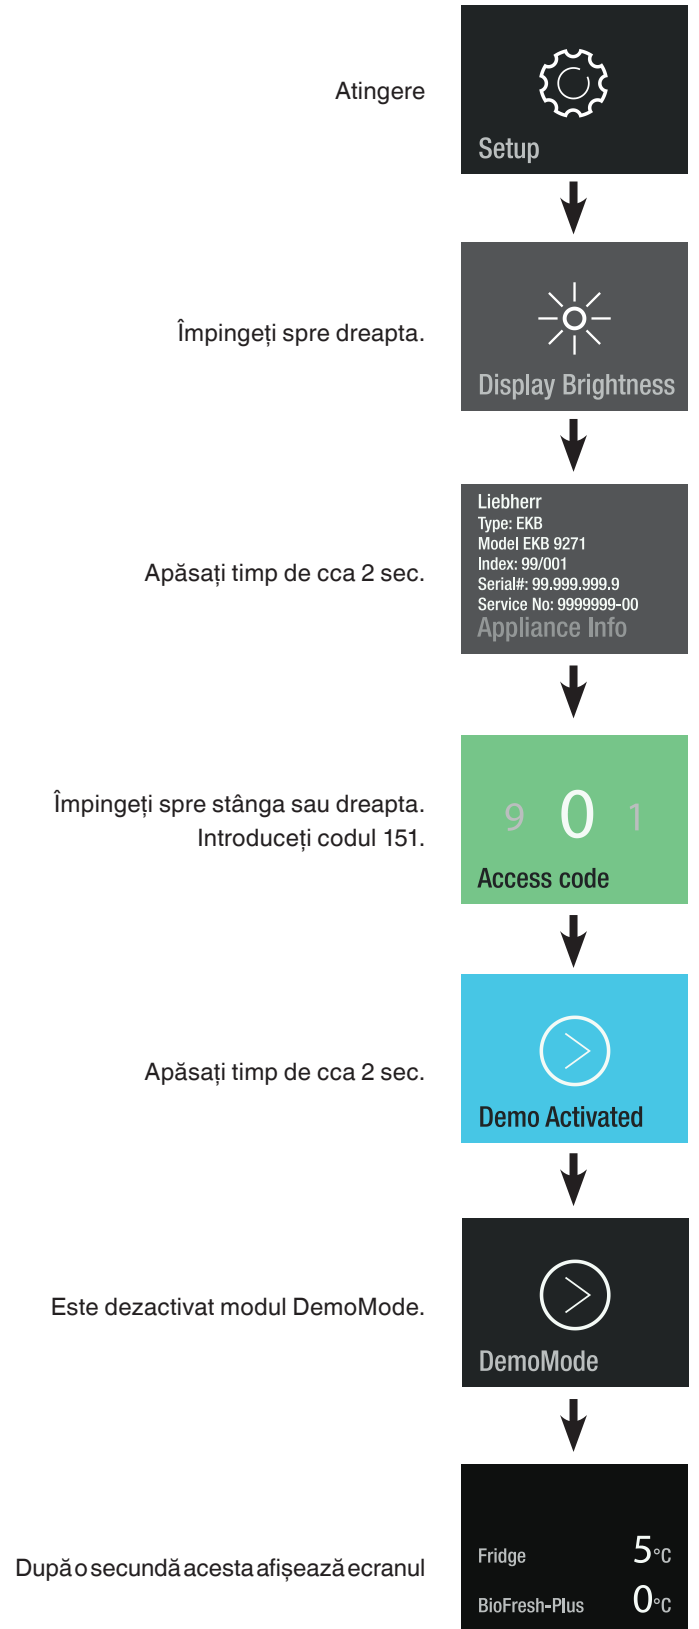 Atingere
Setup
Împingeți spre dreapta.
Display Brightness
Liebherr
Type: EKB
Model EKB 9271
Index: 99/001
Apăsați timp de cca 2 sec.
Serial#: 99.999.999.9
Service No: 9999999-00
Appliance Info
Împingeți spre stânga sau dreapta.
Introduceți codul 151.
9 0 1
Access code
Apăsați timp de cca 2 sec.
Demo Activated
Este dezactivat modul DemoMode.
DemoMode
După o secundă acesta afișează ecranul
Fridge 5°C
BioFresh-Plus 0°C